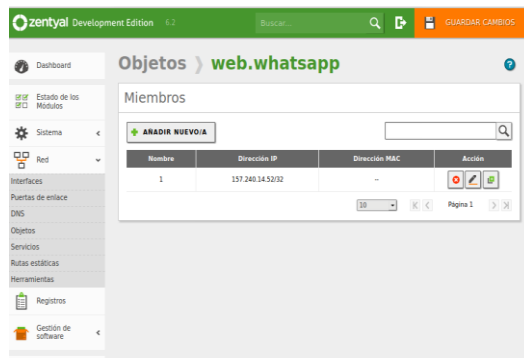 zentyal Development Edition 6.2
Buscar...
GUARDAR CAMBIOS
Dashboard
Estado de los
Módulos
Sistema
Red
Interfaces
Puertas de enlace
DNS
Objetos
Servicios
Rutas estáticas
Herramientas
Registros
Gestión de
software
Objetos › web.whatsapp
?
Miembros
+ AÑADIR NUEVO/A
Nombre Dirección IP Dirección MAC Acción
1 157.240.14.52/32 --
10 Página 1